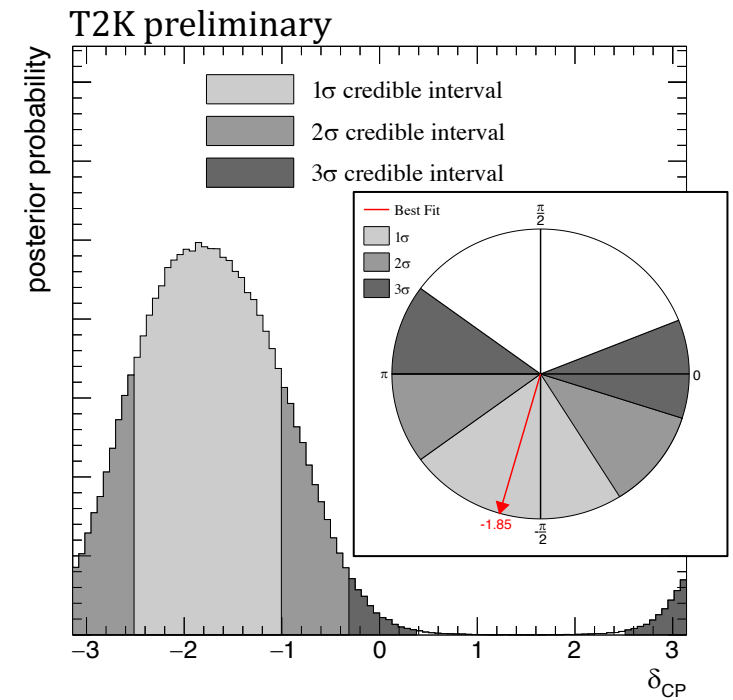 T2K preliminary
posterior probability
1σ credible interval
2σ credible interval
3σ credible interval
Best Fit
1σ
2σ
3σ
π
2
π
0
-1.85
-π
2
−3 −2 −1 0 1 2 3
δCP